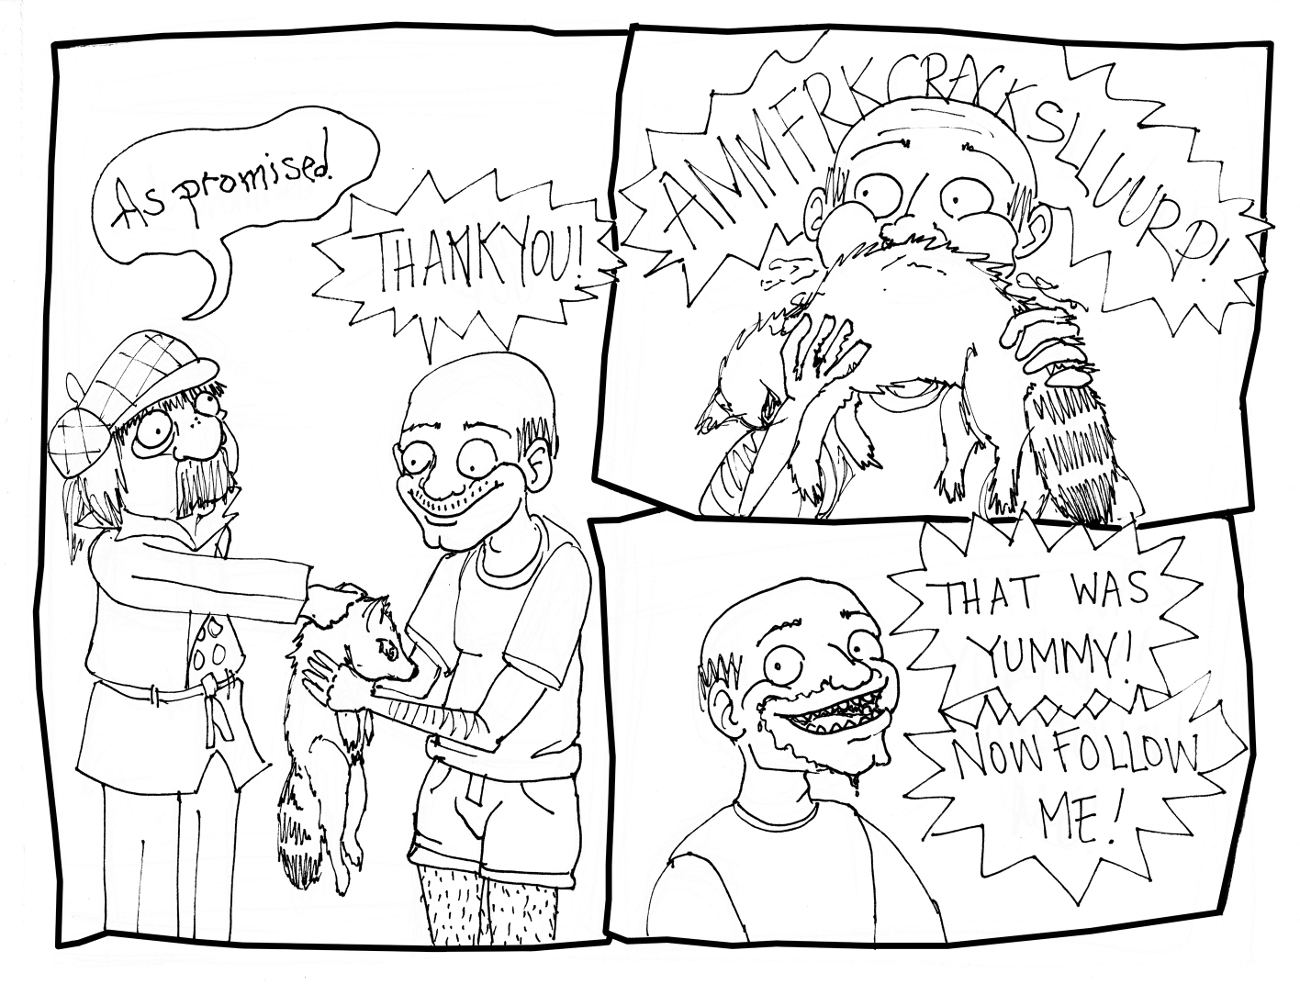 As promised.
THANK YOU!
AMMFRKCRACKSLUURP!
THAT WAS
YUMMY!
NOW FOLLOW
ME!